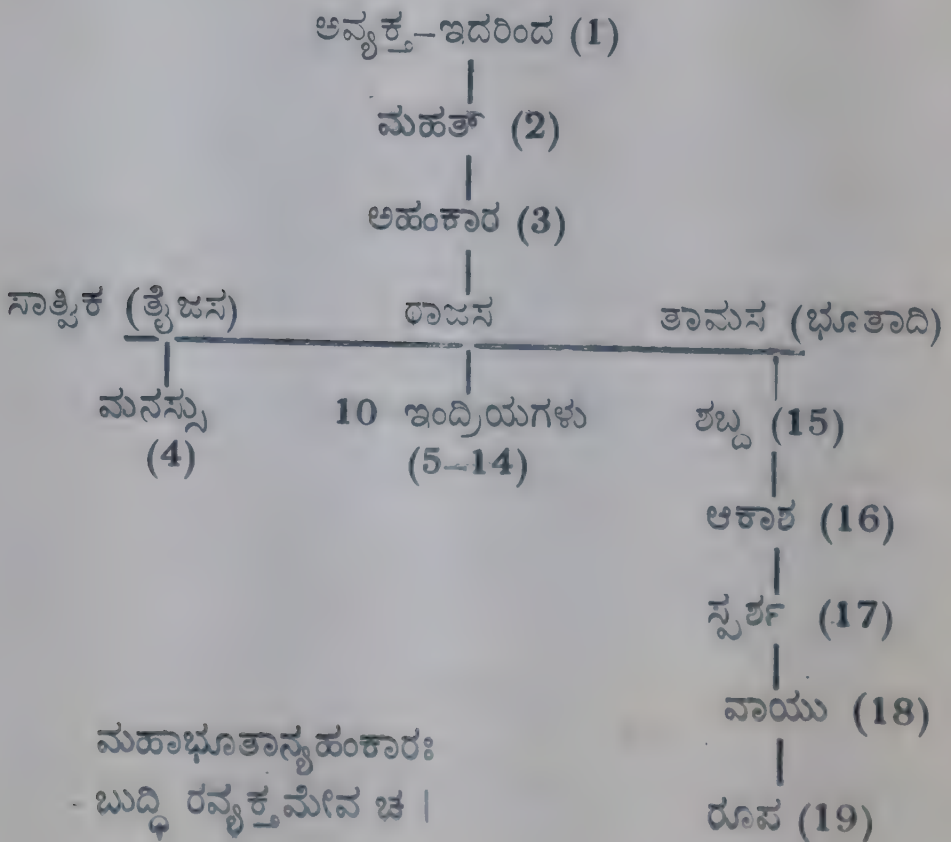 ಅವ್ಯಕ್ತ–ಇದರಿಂದ (1)
ಮಹತ್ (2)
ಅಹಂಕಾರ (3)
ಸಾತ್ವಿಕ (ತೈಜಸ) ರಾಜಸ ತಾಮಸ (ಭೂತಾದಿ)
ಮನಸ್ಸು 10 ಇಂದ್ರಿಯಗಳು ಶಬ್ದ (15)
(4) (5–14)
ಆಕಾಶ (16)
ಸ್ಪರ್ಶ (17)
ವಾಯು (18)
ಮಹಾಭೂತಾನ್ಯಹಂಕಾರಃ
ಬುದ್ಧಿ ರವ್ಯಕ್ತಮೇವ ಚ |
ರೂಪ (19)